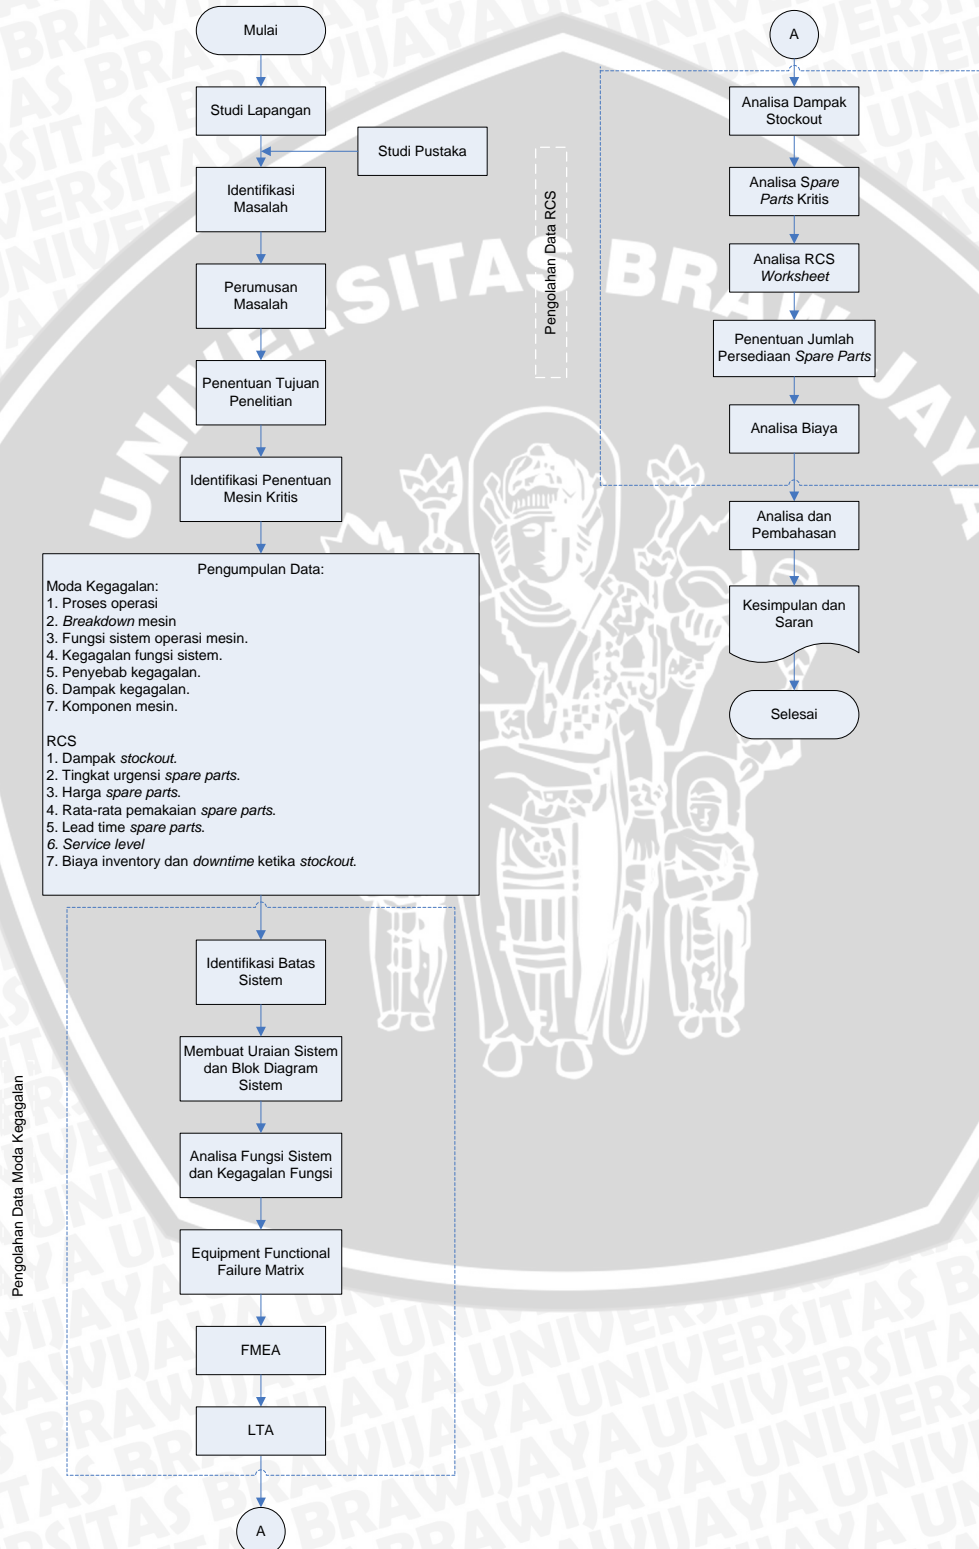 Mulai
Studi Lapangan
Studi Pustaka
Identifikasi
Masalah
Perumusan
Masalah
Penentuan Tujuan
Penelitian
Identifikasi Penentuan
Mesin Kritis
Pengumpulan Data:
Moda Kegagalan:
1. Proses operasi
2. Breakdown mesin
3. Fungsi sistem operasi mesin.
4. Kegagalan fungsi sistem.
5. Penyebab kegagalan.
6. Dampak kegagalan.
7. Komponen mesin.
RCS
1. Dampak stockout.
2. Tingkat urgensi spare parts.
3. Harga spare parts.
4. Rata-rata pemakaian spare parts.
5. Lead time spare parts.
6. Service level
7. Biaya inventory dan downtime ketika stockout.
Pengolahan Data Moda Kegagalan
Identifikasi Batas
Sistem
Membuat Uraian Sistem
dan Blok Diagram
Sistem
Analisa Fungsi Sistem
dan Kegagalan Fungsi
Equipment Functional
Failure Matrix
FMEA
LTA
A
A
Pengolahan Data RCS
Analisa Dampak
Stockout
Analisa Spare
Parts Kritis
Analisa RCS
Worksheet
Penentuan Jumlah
Persediaan Spare Parts
Analisa Biaya
Analisa dan
Pembahasan
Kesimpulan dan
Saran
Selesai
UNIVERSITAS BRAWIJAYA